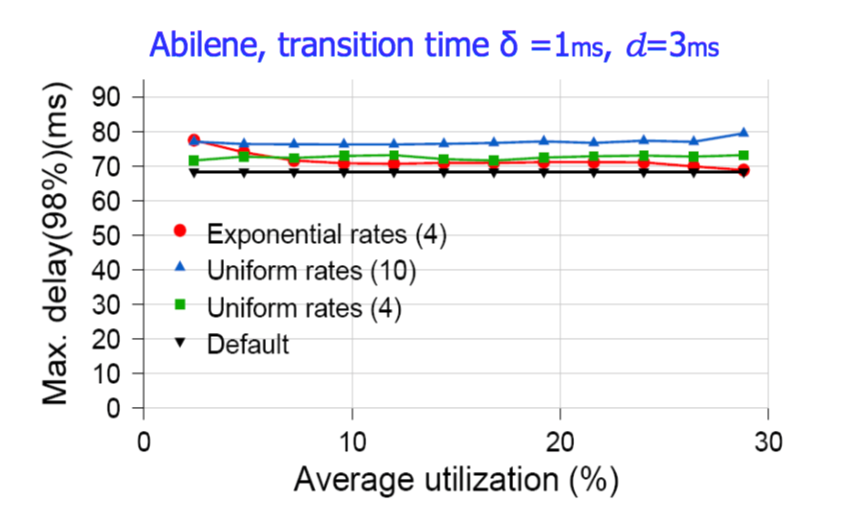 Abilene, transition time δ =1ms, d=3ms
Max. delay(98%)(ms)
90
80
70
60
50
40
30
20
10
0
Exponential rates (4)
Uniform rates (10)
Uniform rates (4)
Default
0 10 20 30
Average utilization (%)